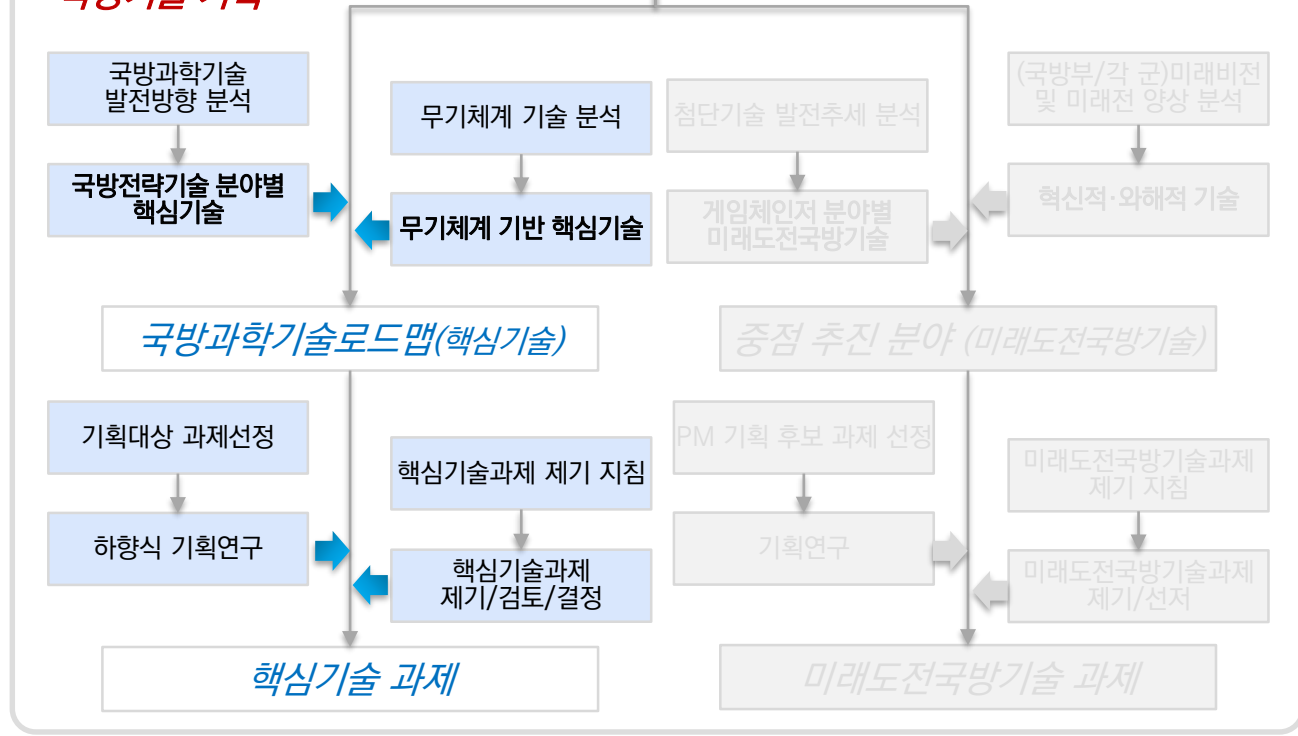 국방과학기술
발전방향 분석
국방전략기술 분야별
핵심기술
무기체계 기술 분석
무기체계 기반 핵심기술
국방과학기술로드맵(핵심기술)
기획대상 과제선정
하향식 기획연구
핵심기술과제 제기 지침
핵심기술과제
제기/검토/결정
핵심기술 과제
첨단기술 발전추세 분석
게임체인저 분야별
미래도전국방기술
(국방부/각 군)미래비전
및 미래전 양상 분석
혁신적·와해적 기술
중점 추진 분야 (미래도전국방기술)
PM 기획 후보 과제 선정
기획연구
미래도전국방기술과제
제기 지침
미래도전국방기술과제
제기/선저
미래도전국방기술 과제